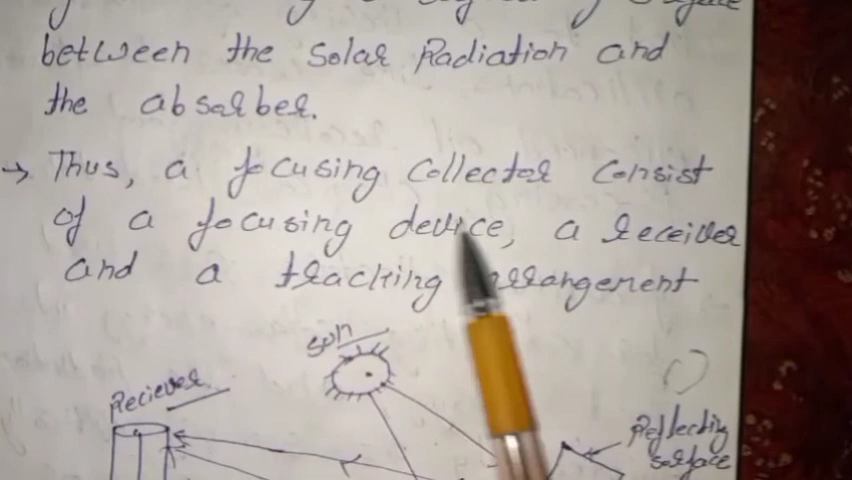 between the Solar Radiation and
the absarber.
→ Thus, a focusing Collector Consist
of a focusing device, a receiver
and a tracking arrangement
sun
Reciever
Reflecting
surface